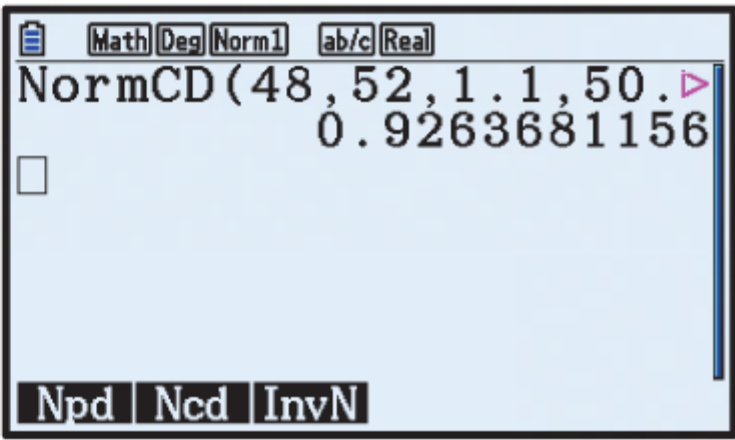 Math Deg Norm1 ab/c Real
NormCD(48,52,1.1,50.
0.9263681156
Npd Ncd InvN